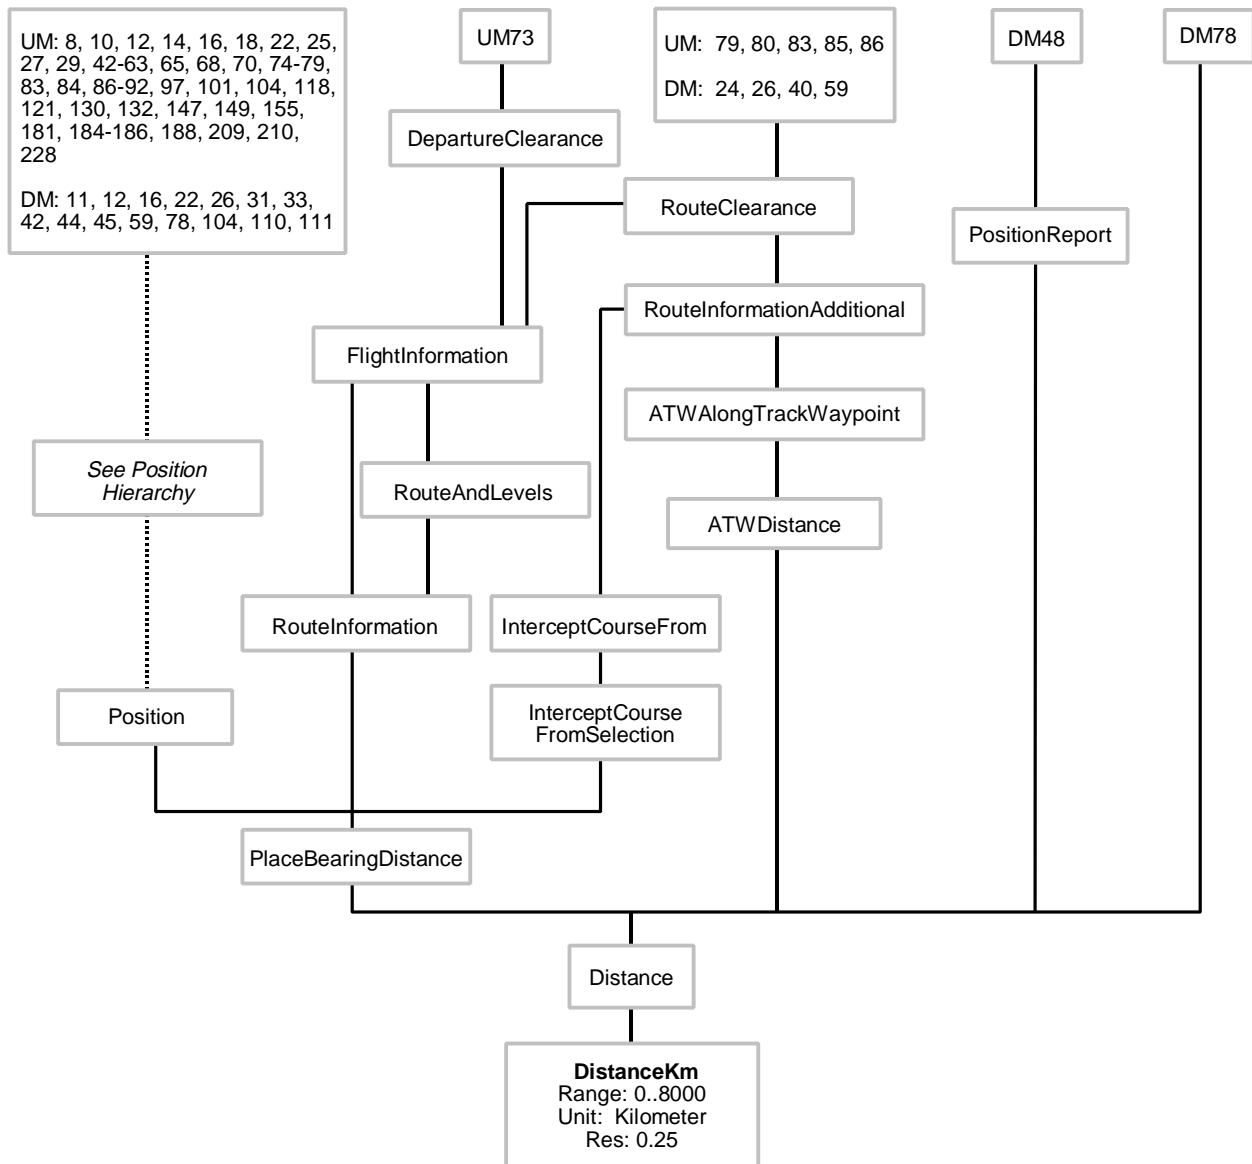 UM: 8, 10, 12, 14, 16, 18, 22, 25,
27, 29, 42-63, 65, 68, 70, 74-79,
83, 84, 86-92, 97, 101, 104, 118,
121, 130, 132, 147, 149, 155,
181, 184-186, 188, 209, 210,
228
DM: 11, 12, 16, 22, 26, 31, 33,
42, 44, 45, 59, 78, 104, 110, 111
UM73
UM: 79, 80, 83, 85, 86
DM: 24, 26, 40, 59
DM48
DM78
DepartureClearance
RouteClearance
PositionReport
RouteInformationAdditional
FlightInformation
ATWAlongTrackWaypoint
See Position
Hierarchy
RouteAndLevels
ATWDistance
RouteInformation
InterceptCourseFrom
Position
InterceptCourse
FromSelection
PlaceBearingDistance
Distance
DistanceKm
Range: 0..8000
Unit: Kilometer
Res: 0.25